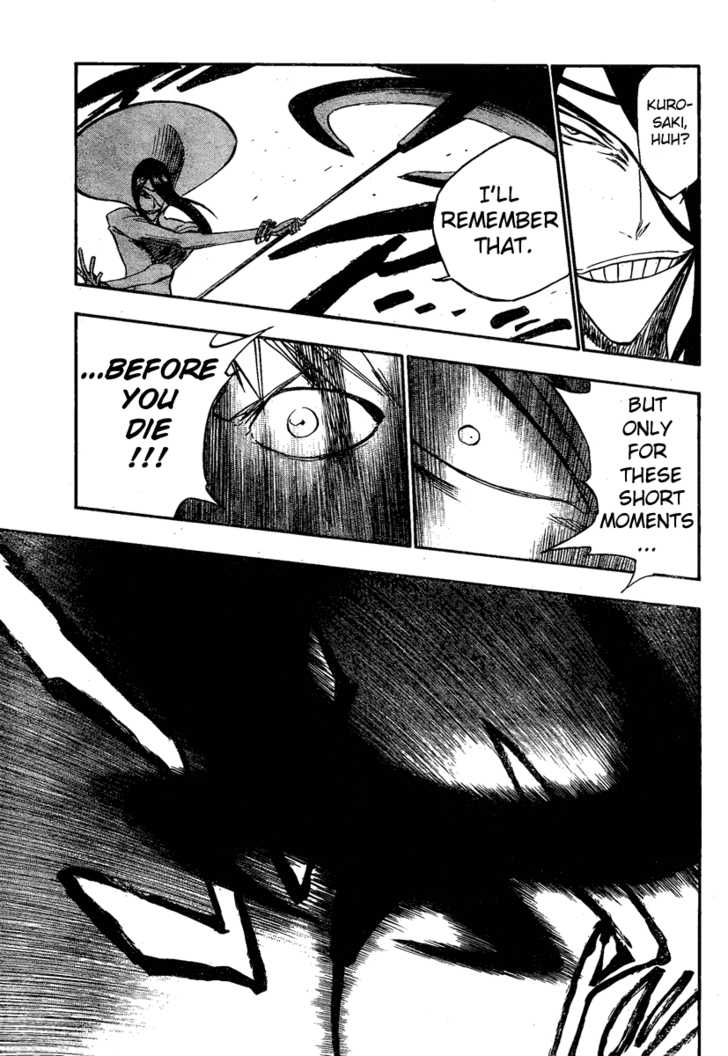 KURO-
SAKI,
HUH?
I'LL
REMEMBER
THAT.
BUT
ONLY
FOR
THESE
SHORT
MOMENTS
...
...BEFORE
YOU
DIE
!!!